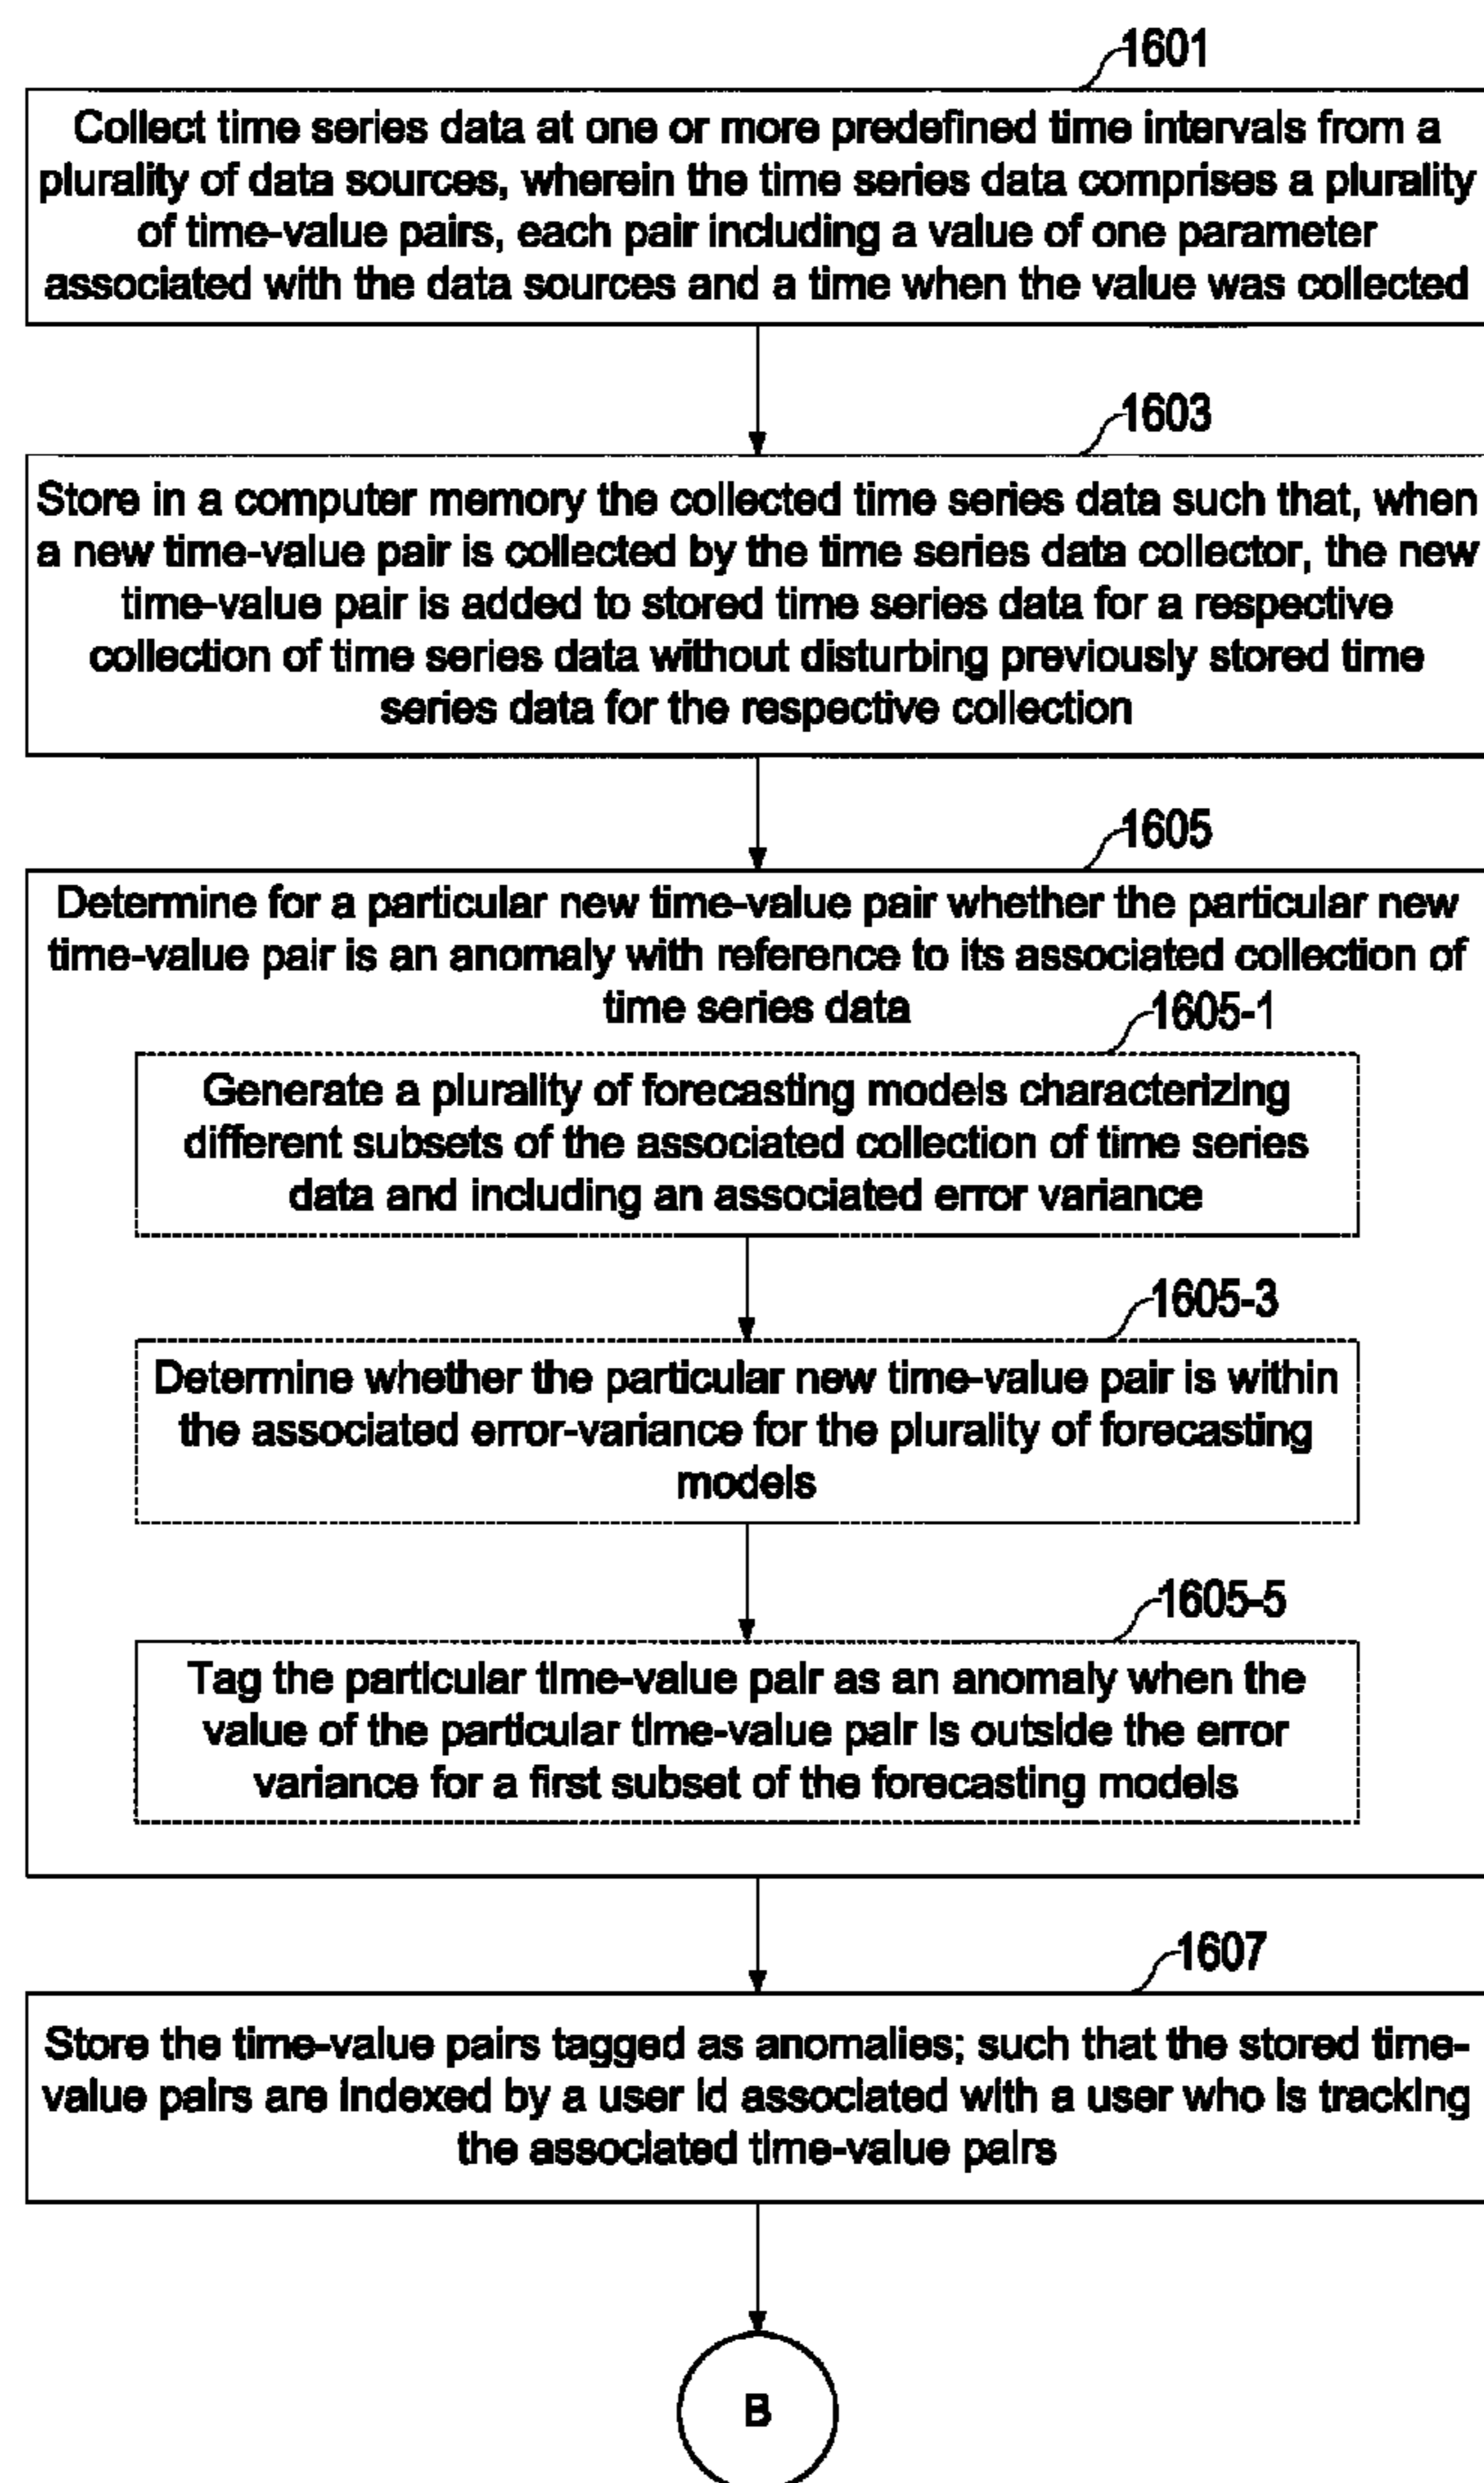 1601
Collect time series data at one or more predefined time intervals from a
plurality of data sources, wherein the time series data comprises a plurality
of time-value pairs, each pair including a value of one parameter
associated with the data sources and a time when the value was collected
1603
Store in a computer memory the collected time series data such that, when
a new time-value pair is collected by the time series data collector, the new
time-value pair is added to stored time series data for a respective
collection of time series data without disturbing previously stored time
series data for the respective collection
1605
Determine for a particular new time-value pair whether the particular new
time-value pair is an anomaly with reference to its associated collection of
time series data
1605-1
Generate a plurality of forecasting models characterizing
different subsets of the associated collection of time series
data and including an associated error variance
1605-3
Determine whether the particular new time-value pair is within
the associated error-variance for the plurality of forecasting
models
1605-5
Tag the particular time-value pair as an anomaly when the
value of the particular time-value pair is outside the error
variance for a first subset of the forecasting models
1607
Store the time-value pairs tagged as anomalies; such that the stored time-
value pairs are indexed by a user id associated with a user who is tracking
the associated time-value pairs
B